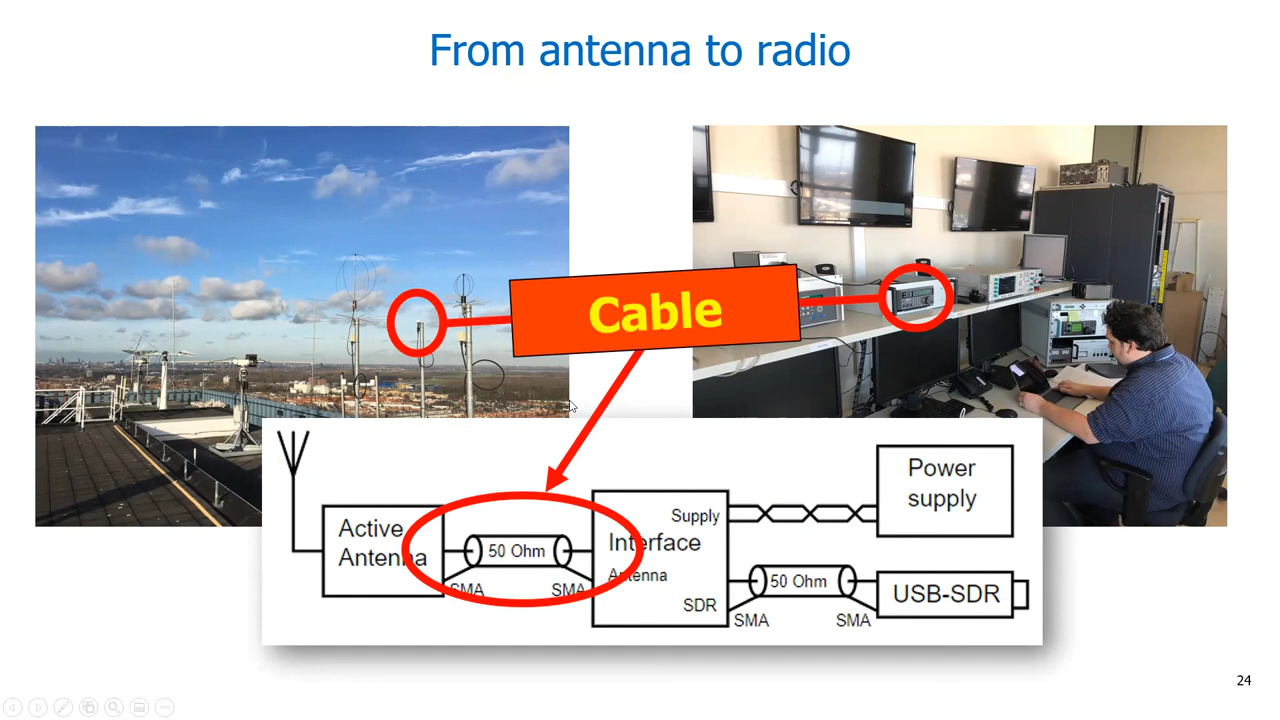 From antenna to radio
Cable
Active
Antenna
50 Ohm
SMA
SMA
Supply
Interface
Antenna
SDR
Power
supply
50 Ohm
SMA
SMA
USB-SDR
24